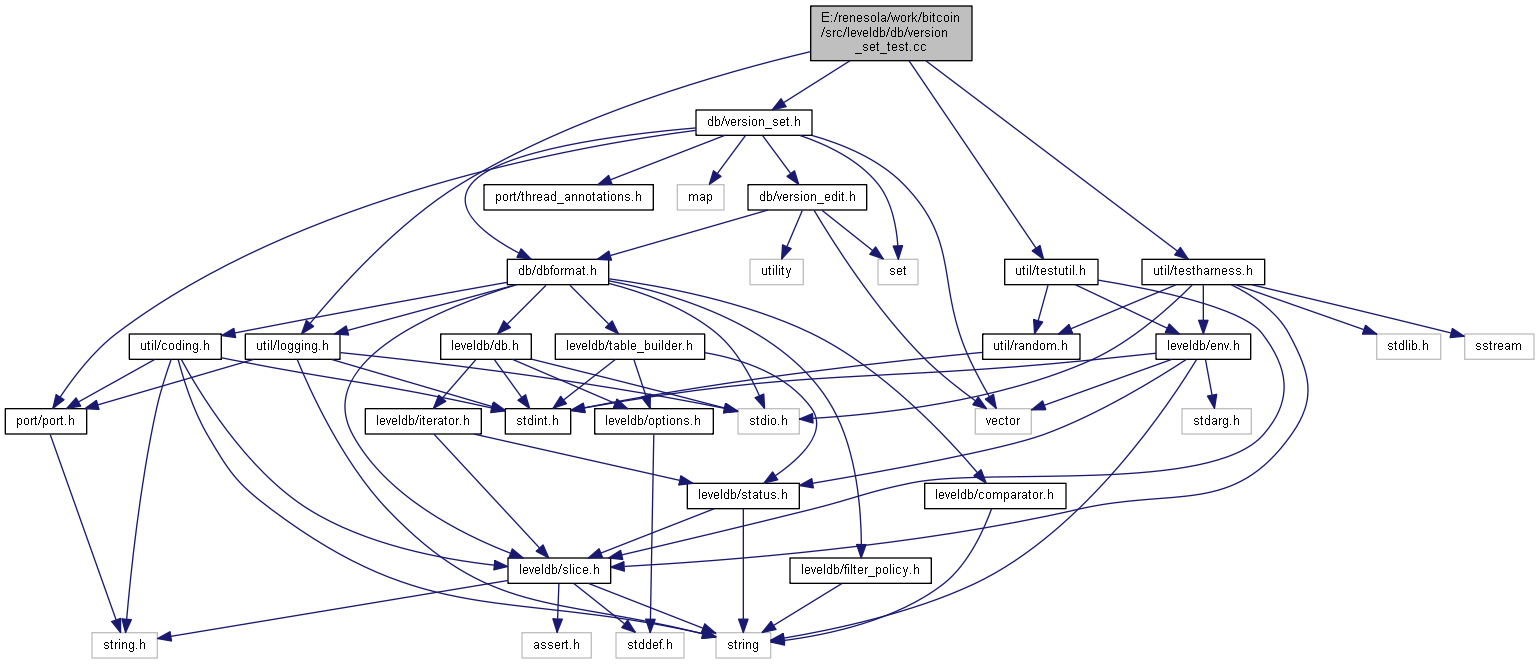 E:/renesola/work/bitcoin
/src/leveldb/db/version
_set_test.cc
db/version_set.h
port/thread_annotations.h
map
db/version_edit.h
db/dbformat.h
utility
set
util/testutil.h
util/testharness.h
util/coding.h
util/logging.h
leveldb/db.h
leveldb/table_builder.h
util/random.h
leveldb/env.h
stdlib.h
sstream
port/port.h
leveldb/iterator.h
stdint.h
leveldb/options.h
stdio.h
vector
stdarg.h
leveldb/status.h
leveldb/comparator.h
leveldb/slice.h
leveldb/filter_policy.h
string.h
assert.h
stddef.h
string